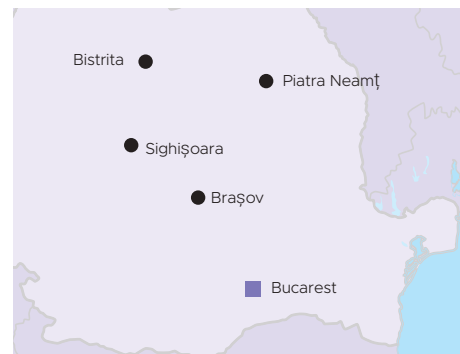 Bistrita
Piatra Neamț
Sighișoara
Brașov
Bucarest